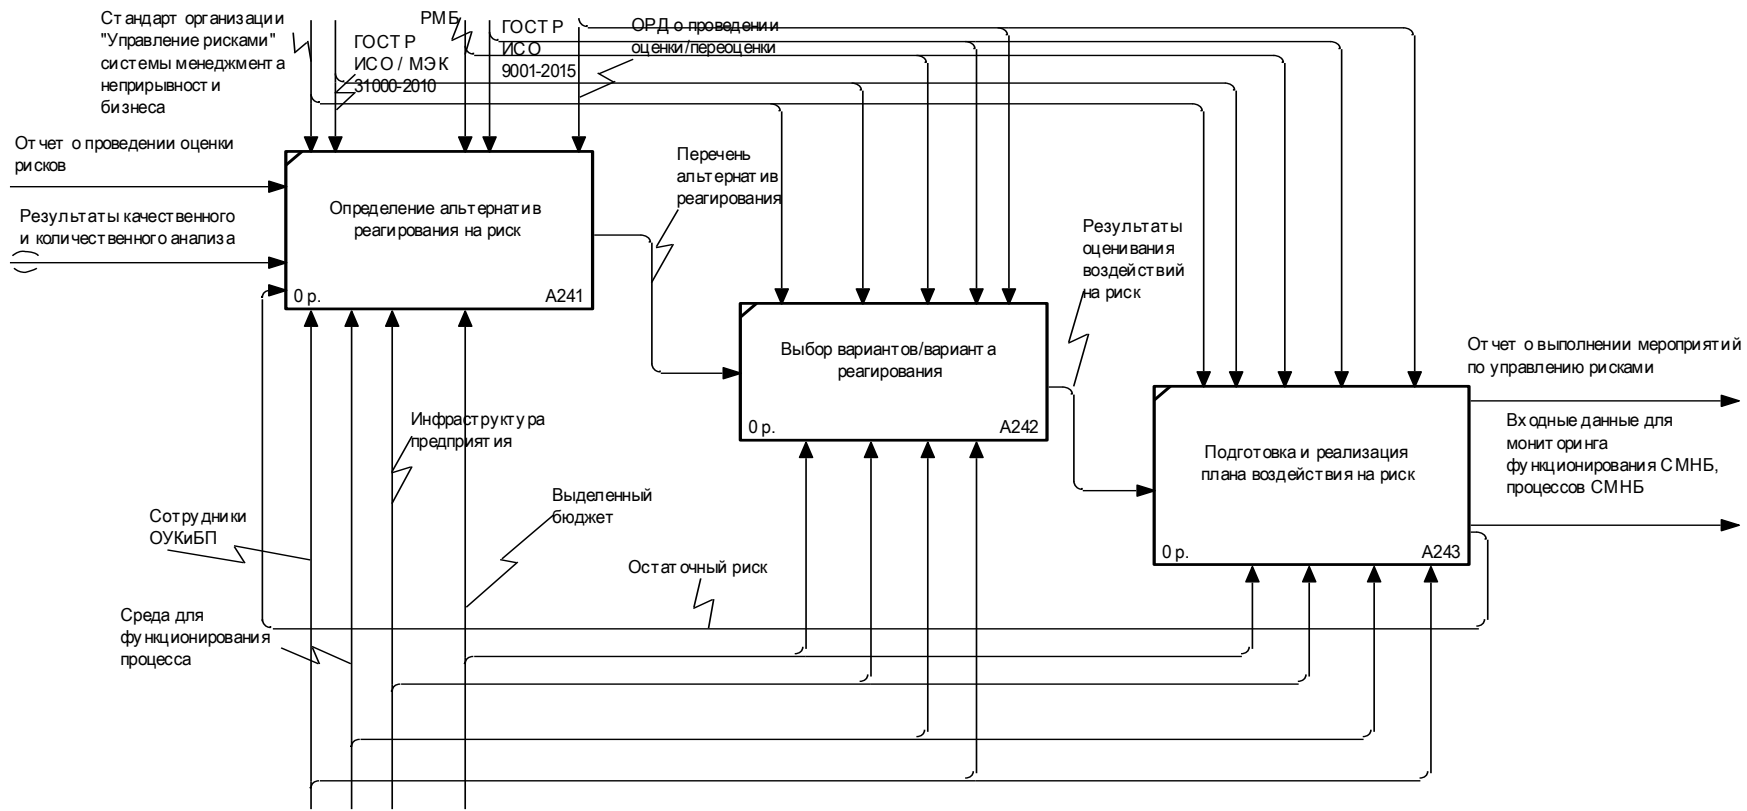 Стандарт организации
"Управление рисками"
системы менеджмента
неприрывности
бизнеса
ГОСТ Р
ИСО / МЭК
31000-2010
РМБ
ГОСТ Р
ИСО
9001-2015
ОРД о проведении
оценки/переоценки
Отчет о проведении оценки
рисков
Результаты качественного
и количественного анализа
Определение альтернатив
реагирования на риск
0 р.
А241
Перечень
альтернатив
реагирования
Выбор вариантов/варианта
реагирования
0 р.
А242
Результаты
оценивания
воздействий
на риск
Подготовка и реализация
плана воздействия на риск
0 р.
А243
Отчет о выполнении мероприятий
по управлению рисками
Входные данные для
мониторинга
функционирования СМНБ,
процессов СМНБ
Инфраструктура
предприятия
Выделенный
бюджет
Сотрудники
ОУКиБП
Остаточный риск
Среда для
функционирования
процесса